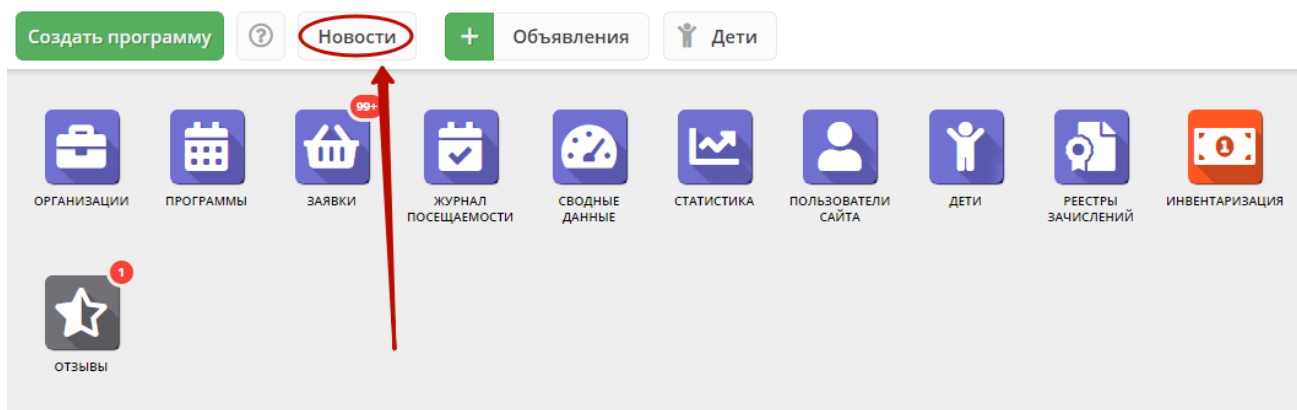 Создать программу
?
Новости
+
Объявления
Дети
99+
ОРГАНИЗАЦИИ
ПРОГРАММЫ
ЗАЯВКИ
ЖУРНАЛ
ПОСЕЩАЕМОСТИ
СВОДНЫЕ
ДАННЫЕ
СТАТИСТИКА
ПОЛЬЗОВАТЕЛИ
САЙТА
ДЕТИ
РЕЕСТРЫ
ЗАЧИСЛЕНИЙ
1
ИНВЕНТАРИЗАЦИЯ
1
ОТЗЫВЫ